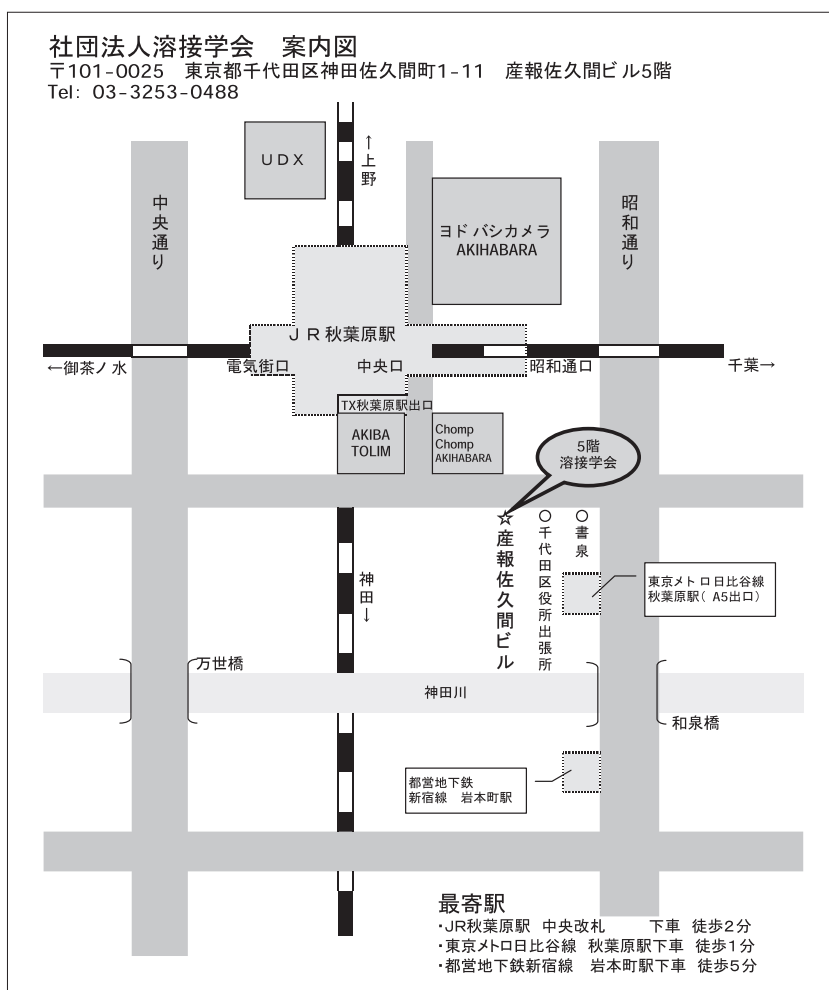 社団法人溶接学会　案内図
〒101-0025　東京都千代田区神田佐久間町1-11　産報佐久間ビル5階
Tel: 03-3253-0488
UDX
←上野
中央通り
ヨドバシカメラ
AKIHABARA
昭和通り
JR秋葉原駅
←御茶ノ水
電気街口
中央口
昭和通口
千葉→
TX秋葉原駅出口
AKIBA
TOLIM
Chomp
Chomp
AKIHABARA
5階
溶接学会
☆産報佐久間ビル
○千代田区役所出張所
○書泉
神田→
東京メトロ日比谷線
秋葉原駅(A5出口)
万世橋
神田川
和泉橋
都営地下鉄
新宿線　岩本町駅
最寄駅
・JR秋葉原駅　中央改札　　下車　徒歩2分
・東京メトロ日比谷線　秋葉原駅下車　徒歩1分
・都営地下鉄新宿線　岩本町駅下車　徒歩5分